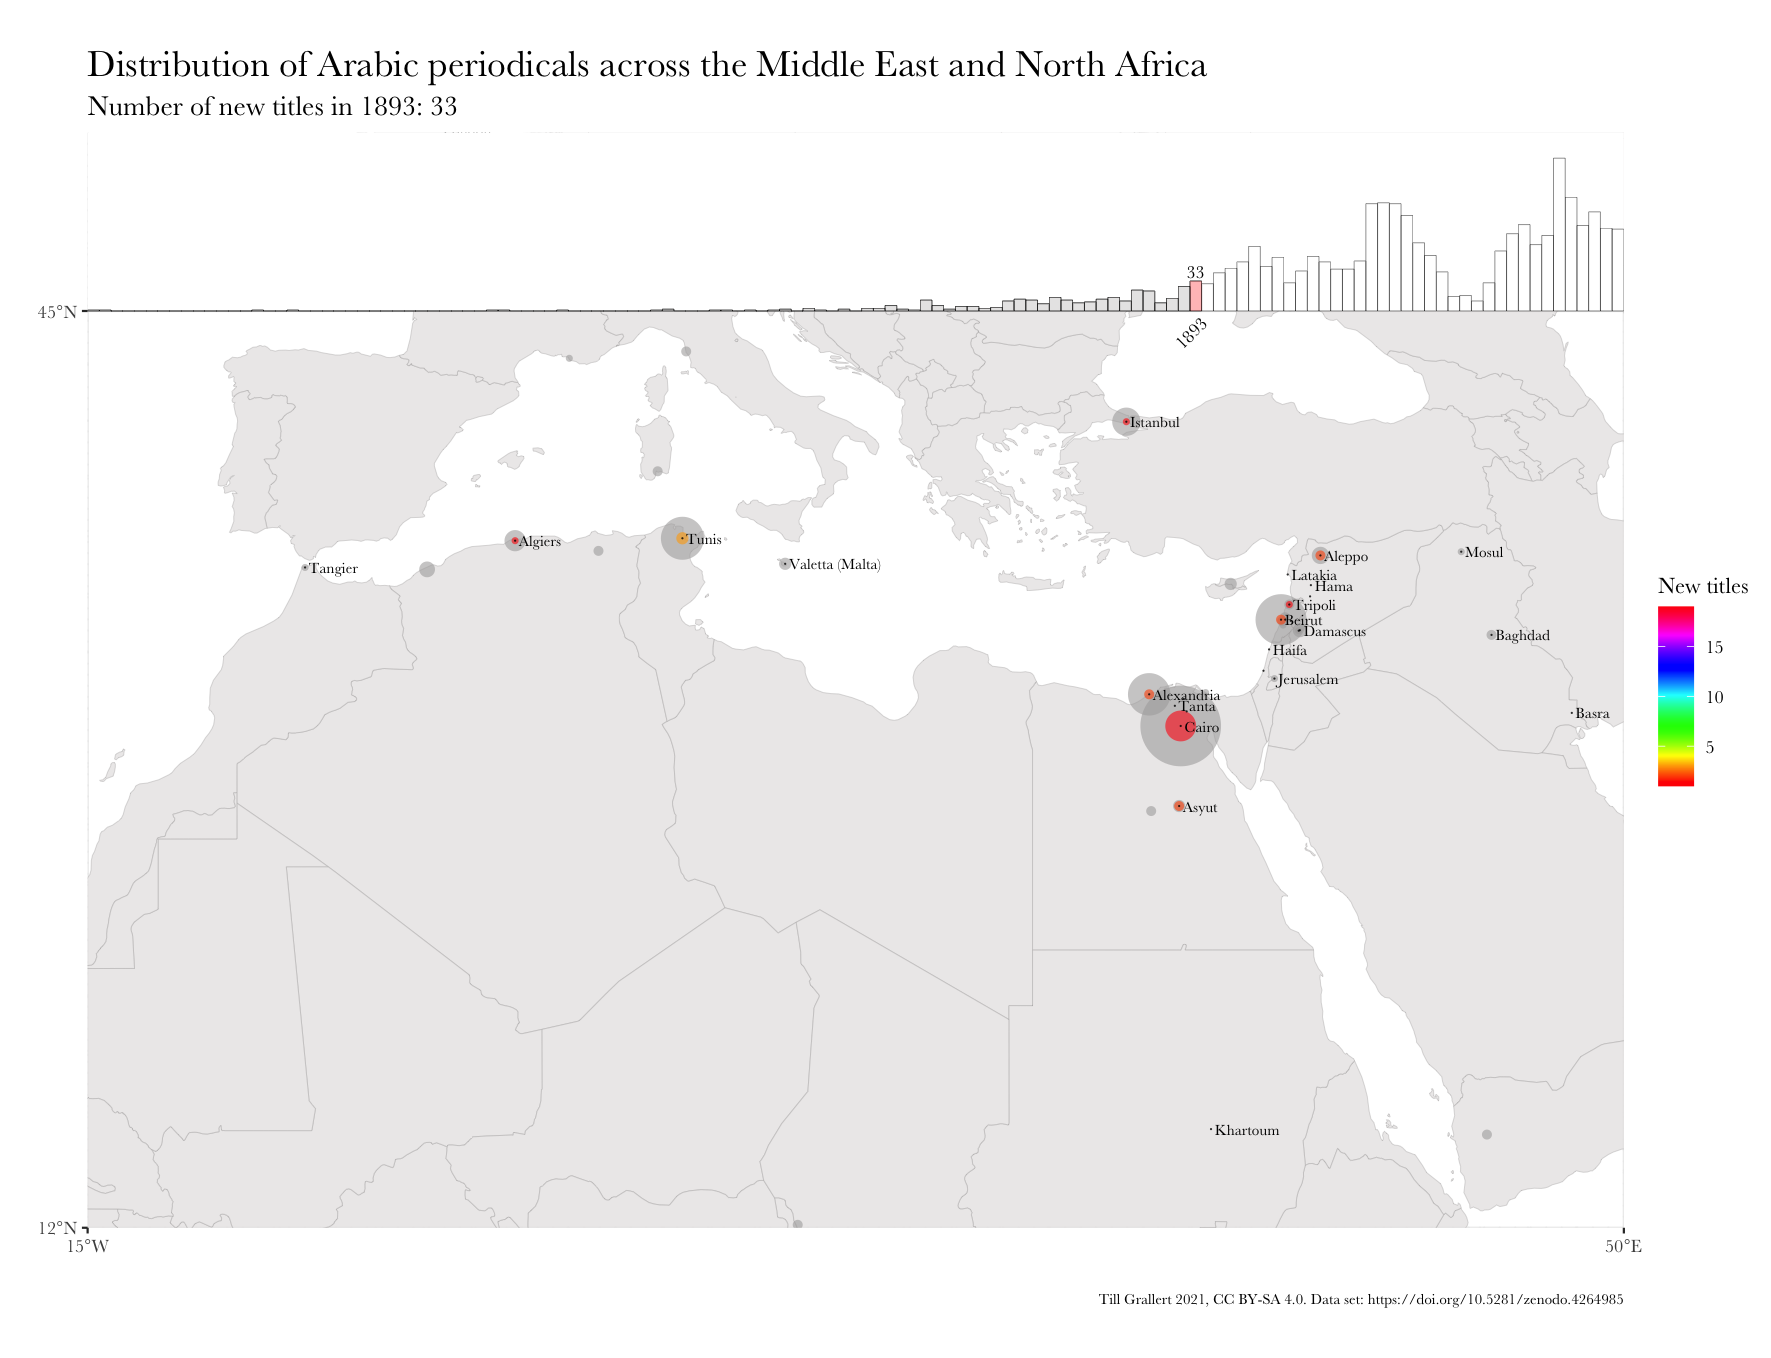 Distribution of Arabic periodicals across the Middle East and North Africa
Number of new titles in 1893: 33
33
45°N
1893
Istanbul
Algiers
Tunis
Tangier
Valetta (Malta)
Aleppo
Mosul
Latakia
Hama
Tripoli
Beirut
Damascus
Baghdad
Haifa
Jerusalem
Alexandria
Tanta
Cairo
Basra
Asyut
Khartoum
New titles
15
10
5
12°N
15°W
50°E
Till Grallert 2021, CC BY-SA 4.0. Data set: https://doi.org/10.5281/zenodo.4264985